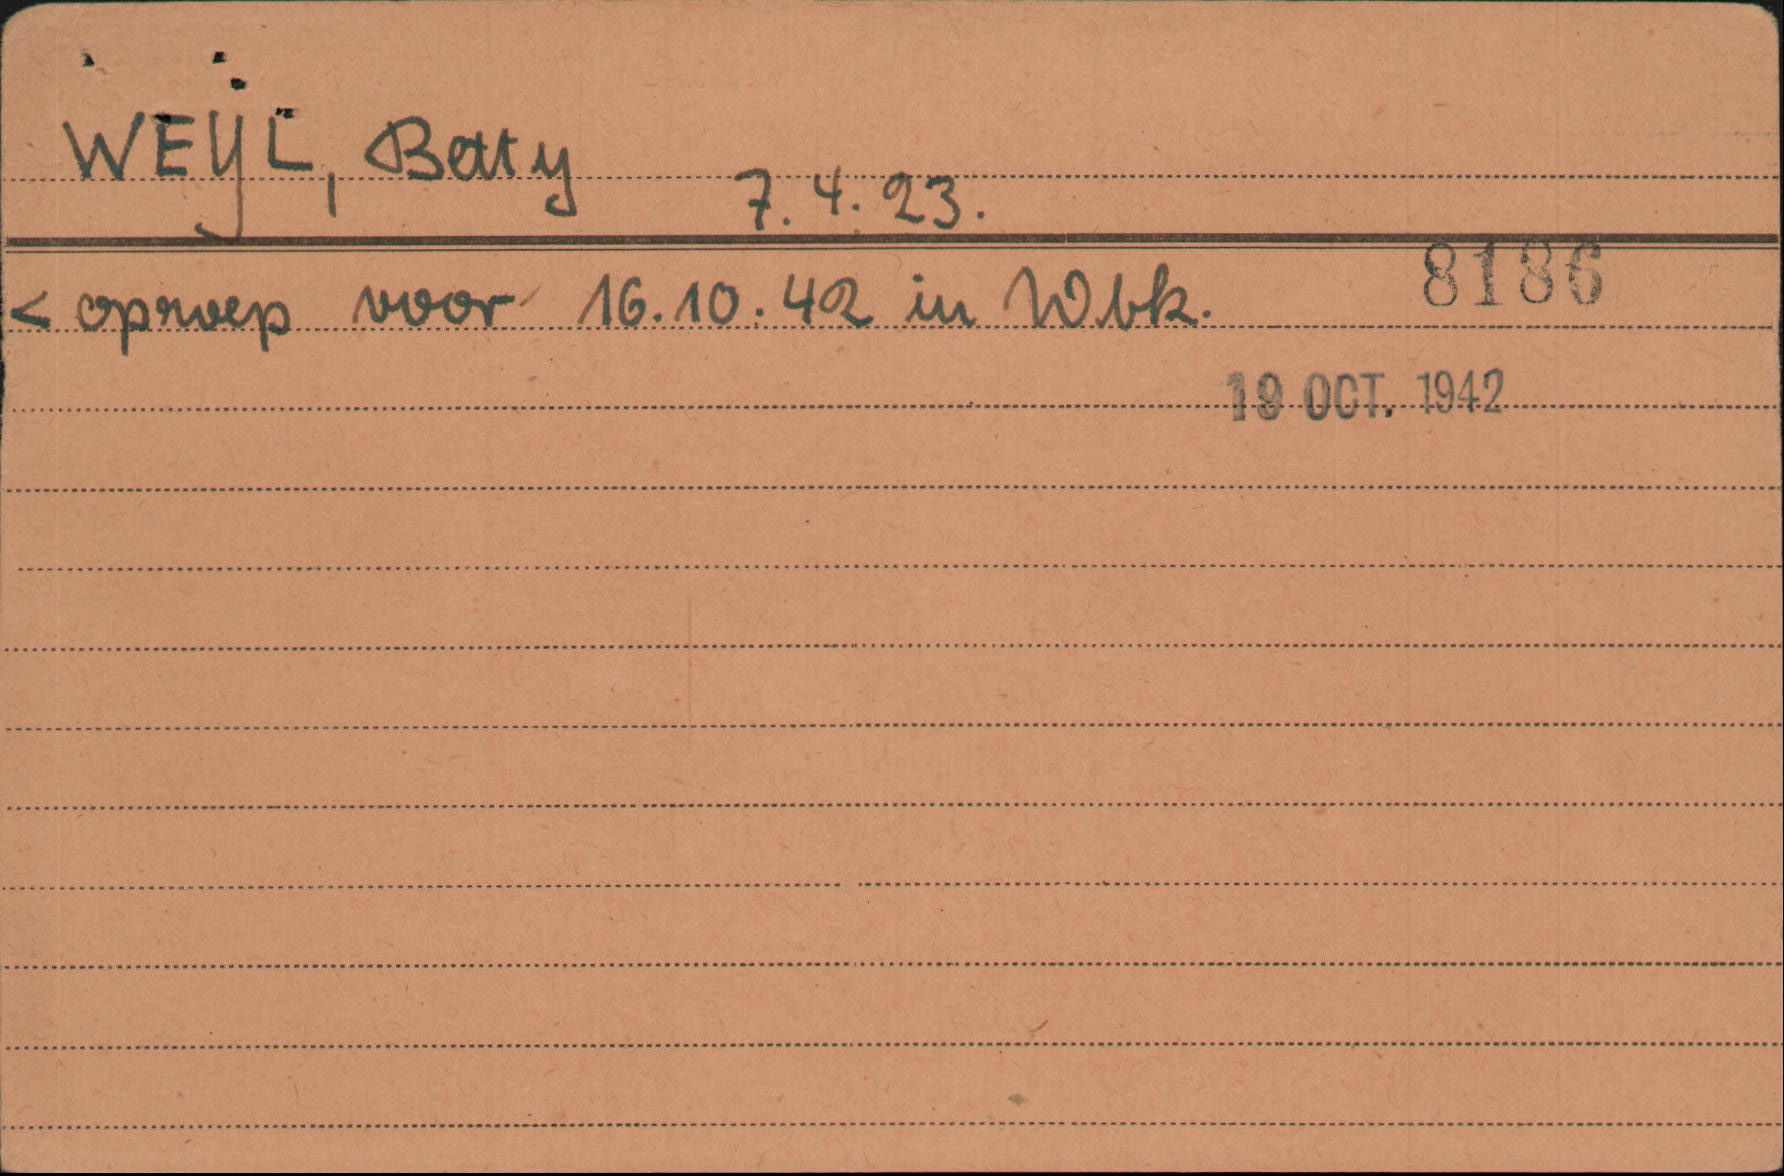 WEYL, Betty 7.4.23.
< oproep voor 16.10.42 in Wbk. 8186
19 OCT. 1942